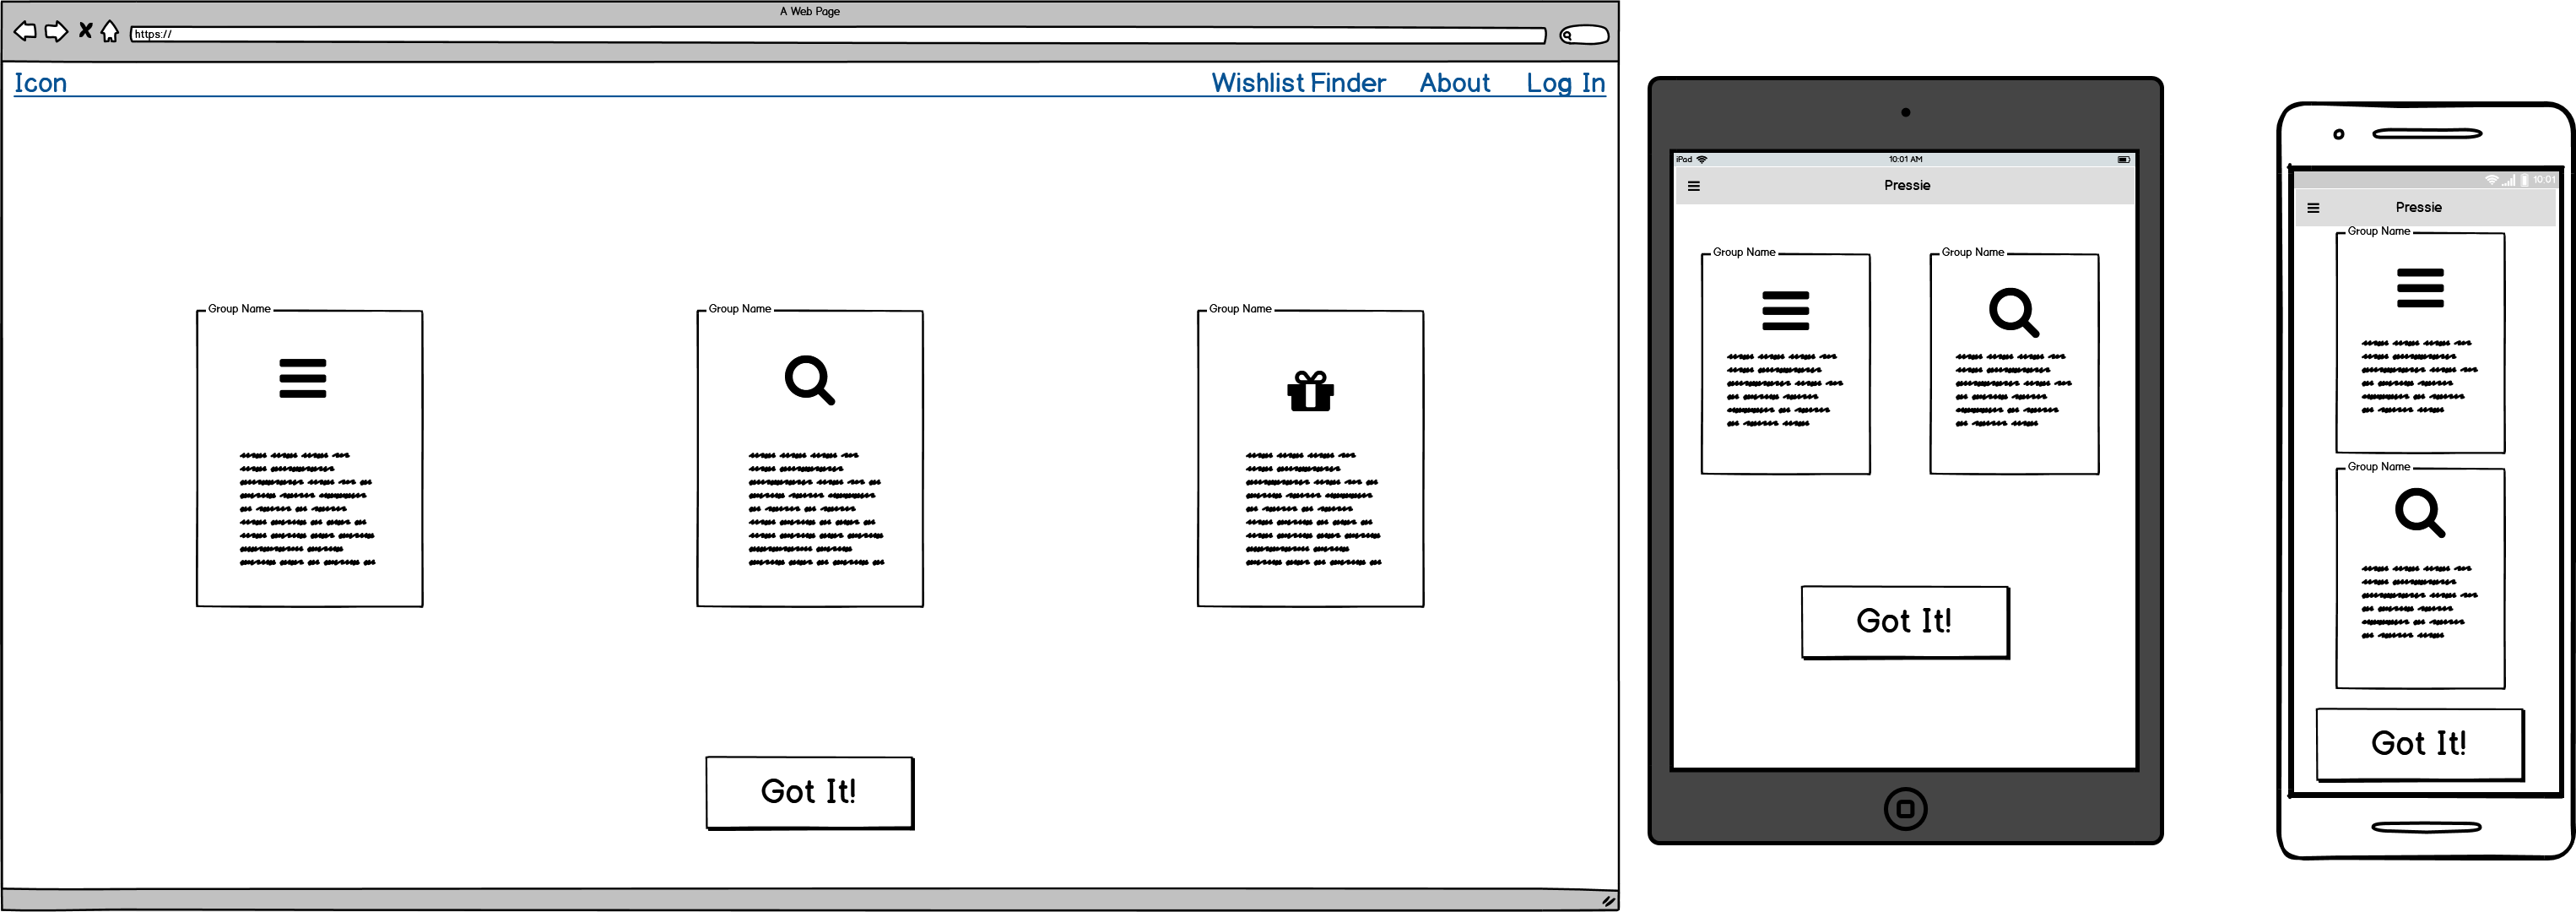 A Web Page
https://
Icon Wishlist Finder About Log In
Group Name
Group Name
Group Name
Got It!
iPad 10:01 AM
Pressie
Group Name
Group Name
Got It!
10:01
Pressie
Group Name
Group Name
Got It!